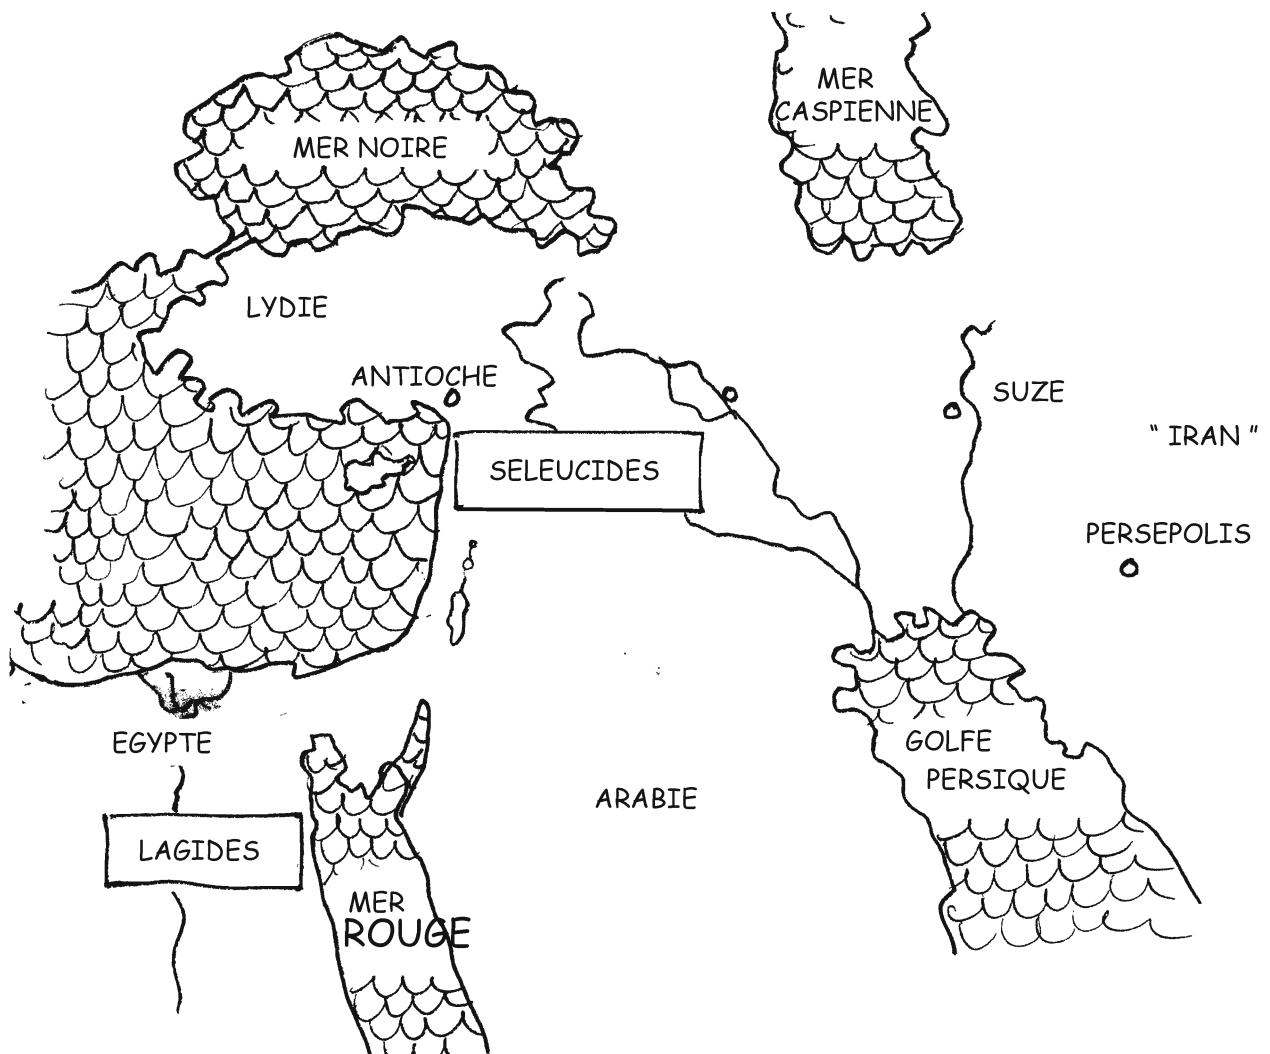 MER
CASPIENNE
MER NOIRE
LYDIE
ANTIOCHE
SUZE
" IRAN "
SELEUCIDES
PERSEPOLIS
EGYPTE
GOLFE
PERSIQUE
ARABIE
LAGIDES
MER
ROUGE